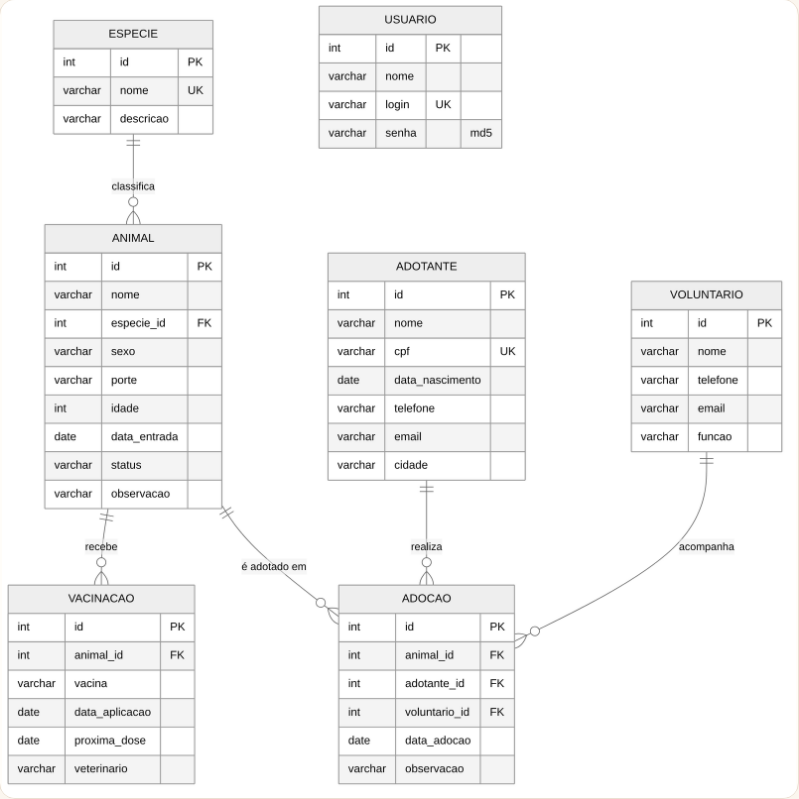 ESPECIE
int id PK
varchar nome UK
varchar descricao
USUARIO
int id PK
varchar nome
varchar login UK
varchar senha md5
classifica
ANIMAL
int id PK
varchar nome
int especie_id FK
varchar sexo
varchar porte
int idade
date data_entrada
varchar status
varchar observacao
ADOTANTE
int id PK
varchar nome
varchar cpf UK
date data_nascimento
varchar telefone
varchar email
varchar cidade
VOLUNTARIO
int id PK
varchar nome
varchar telefone
varchar email
varchar funcao
recebe
é adotado em
realiza
acompanha
VACINACAO
int id PK
int animal_id FK
varchar vacina
date data_aplicacao
date proxima_dose
varchar veterinario
ADOCAO
int id PK
int animal_id FK
int adotante_id FK
int voluntario_id FK
date data_adocao
varchar observacao